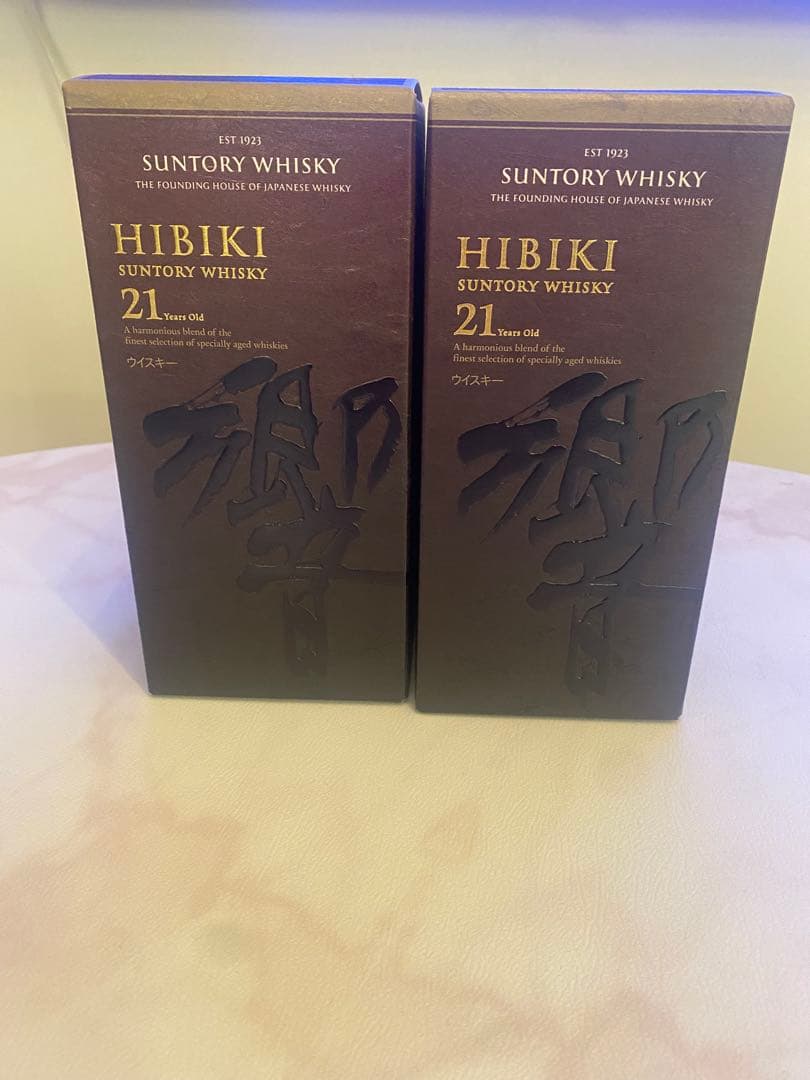 EST 1923
SUNTORY WHISKY
THE FOUNDING HOUSE OF JAPANESE WHISKY
HIBIKI
SUNTORY WHISKY
21 Years Old
A harmonious blend of the
finest selection of specially aged whiskies
ウイスキー
響
EST 1923
SUNTORY WHISKY
THE FOUNDING HOUSE OF JAPANESE WHISKY
HIBIKI
SUNTORY WHISKY
21 Years Old
A harmonious blend of the
finest selection of specially aged whiskies
ウイスキー
響